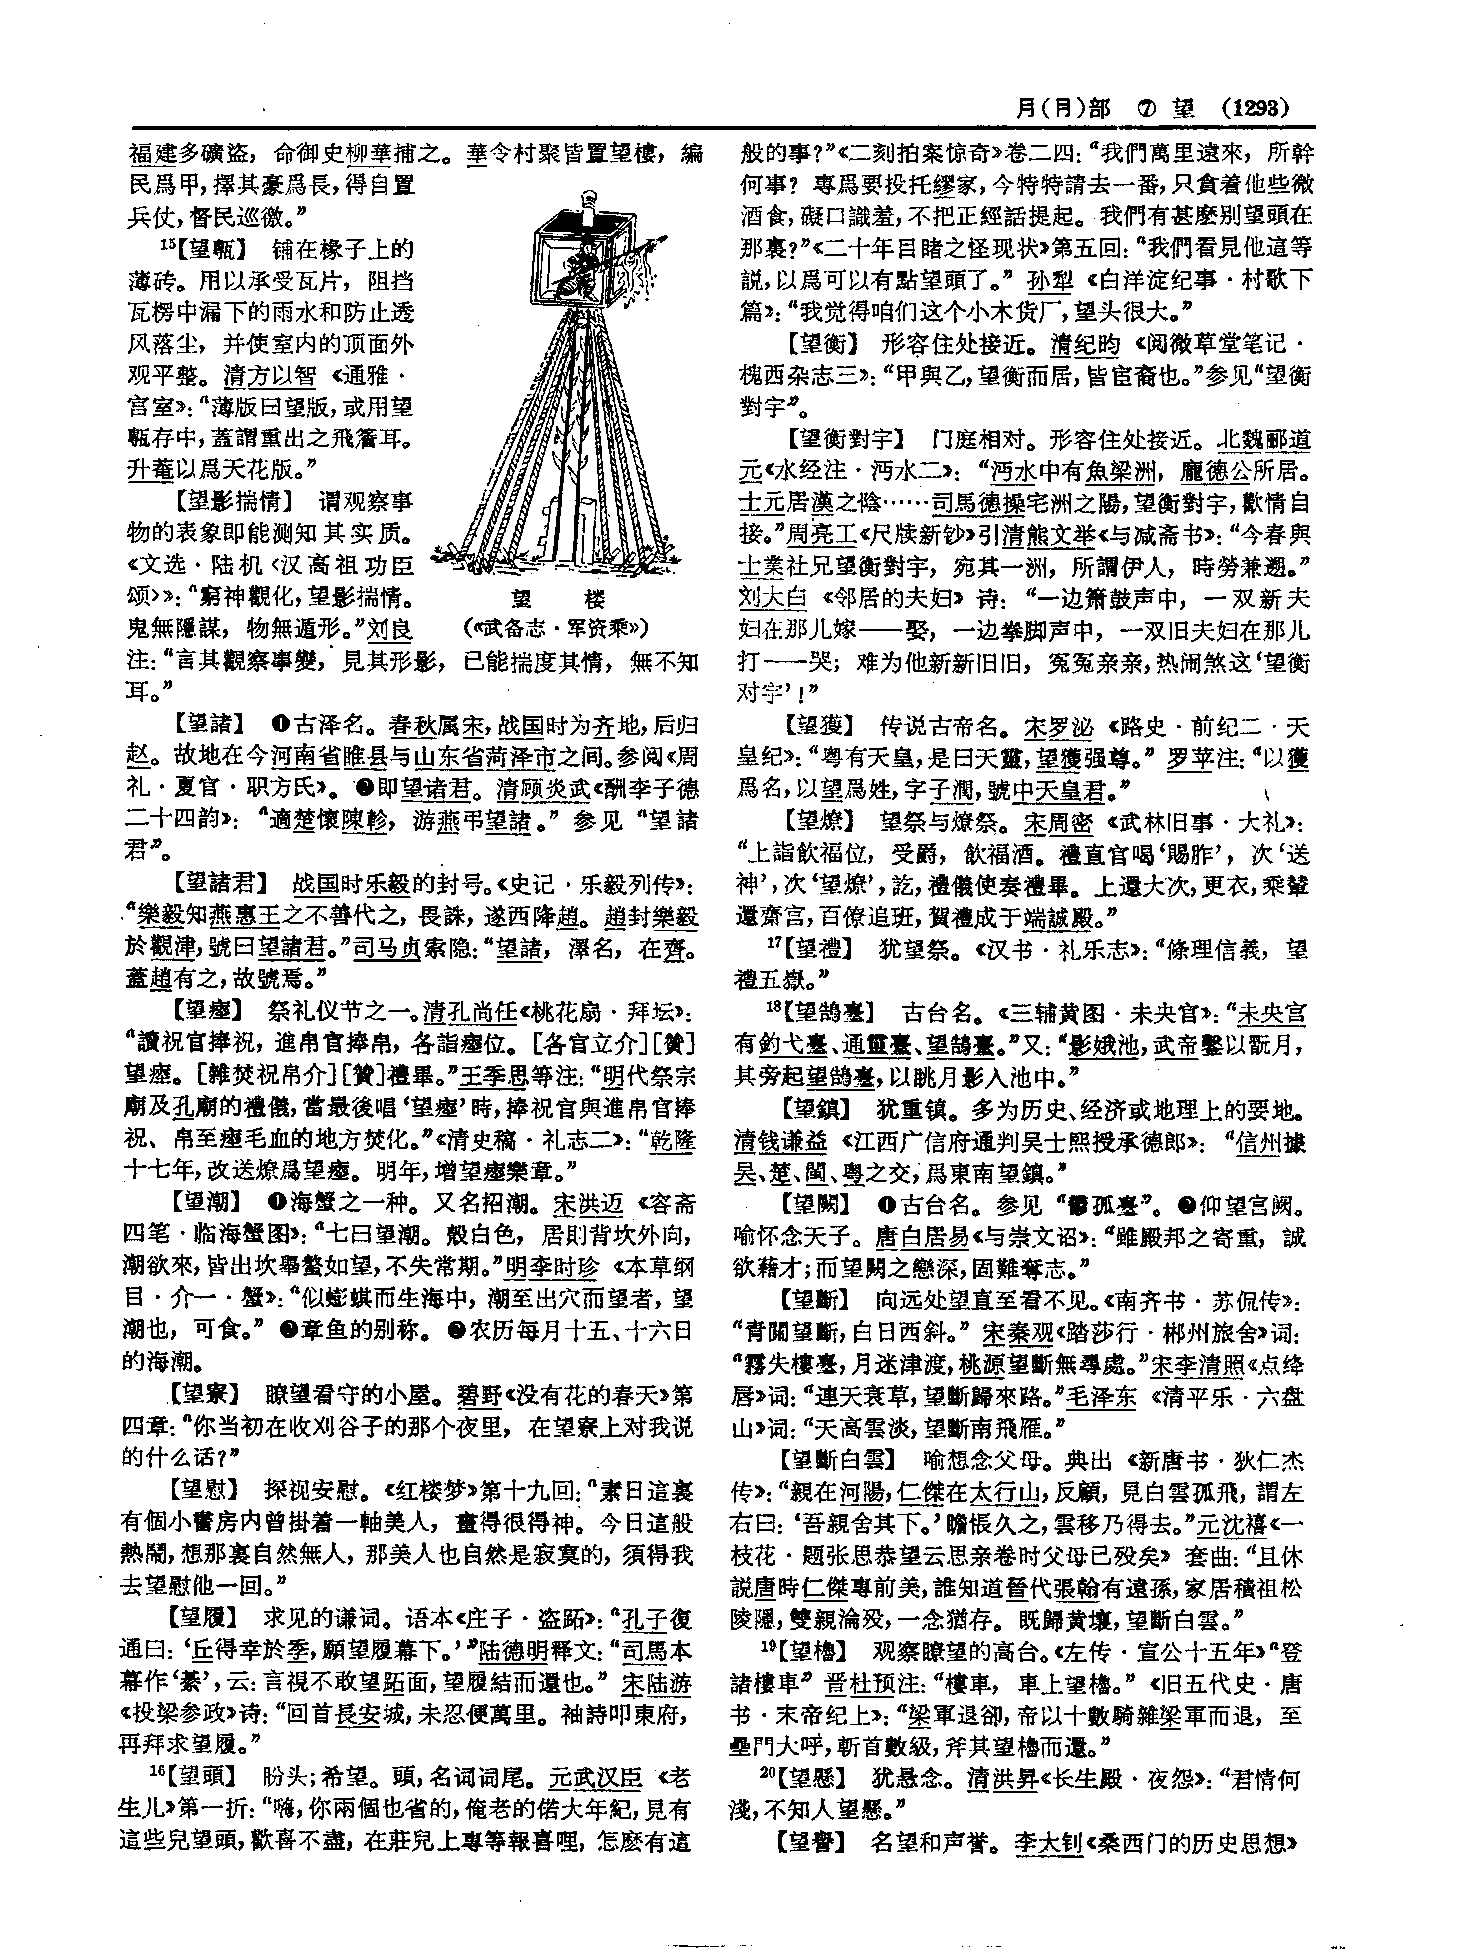 月(月)部　⑦　望　(1293)
福建多礦盜，命御史柳華捕之。華令村聚皆置望樓，編
民爲甲，擇其豪爲長，得自置
兵仗，督民巡徼。”
15【望甎】　铺在椽子上的
薄砖。用以承受瓦片，阻挡
瓦楞中漏下的雨水和防止透
风落尘，并使室内的顶面外
观平整。清方以智《通雅·
宫室》：“薄版曰望版，或用望
甎存中，蓋謂重出之飛簷耳。
升菴以爲天花版。”
【望影揣情】　谓观察事
物的表象即能测知其实质。
《文选·陆机〈汉高祖功臣
颂〉》：“窮神觀化，望影揣情。
鬼無隱謀，物無遁形。”刘良
望　楼
（《武备志·军资乘》）
注：“言其觀察事變，見其形影，已能揣度其情，無不知
耳。”
【望諸】　❶古泽名。春秋属宋，战国时为齐地，后归
赵。故地在今河南省睢县与山东省菏泽市之间。参阅《周
礼·夏官·职方氏》。❷即望诸君。清顾炎武《酬李子德
二十四韵》：“適楚懷陳軫，游燕弔望諸。”参见“望諸
君”。
【望諸君】　战国时乐毅的封号。《史记·乐毅列传》：
“樂毅知燕惠王之不善代之，畏誅，遂西降趙。趙封樂毅
於觀津，號曰望諸君。”司马贞索隐：“望諸，澤名，在齊。
蓋趙有之，故號焉。”
【望瘞】　祭礼仪节之一。清孔尚任《桃花扇·拜坛》：
“讀祝官捧祝，進帛官捧帛，各詣瘞位。［各官立介］［贊］
望瘞。［雜焚祝帛介］［贊］禮畢。”王季思等注：“明代祭宗
廟及孔廟的禮儀，當最後唱‘望瘞’時，捧祝官與進帛官捧
祝、帛至瘞毛血的地方焚化。”《清史稿·礼志二》：“乾隆
十七年，改送燎爲望瘞。明年，增望瘞樂章。”
【望潮】　❶海蟹之一种。又名招潮。宋洪迈《容斋
四笔·临海蟹图》：“七曰望潮。殼白色，居則背坎外向，
潮欲來，皆出坎舉螯如望，不失常期。”明李时珍《本草纲
目·介一·蟹》：“似蟛蜞而生海中，潮至出穴而望者，望
潮也，可食。”❷章鱼的别称。❸农历每月十五、十六日
的海潮。
【望寮】　瞭望看守的小屋。碧野《没有花的春天》第
四章：“你当初在收刈谷子的那个夜里，在望寮上对我说
的什么话？”
【望慰】　探视安慰。《红楼梦》第十九回：“素日這裏
有個小書房内曾掛着一軸美人，畫得很得神。今日這般
熱鬧，想那裏自然無人，那美人也自然是寂寞的，須得我
去望慰他一回。”
【望履】　求见的谦词。语本《庄子·盗跖》：“孔子復
通曰：‘丘得幸於季，願望履幕下。’”陆德明释文：“司馬本
幕作‘綦’，云：言視不敢望跖面，望履結而還也。”宋陆游
《投梁参政》诗：“回首長安城，未忍便萬里。袖詩叩東府，
再拜求望履。”
16【望頭】　盼头；希望。頭，名词词尾。元武汉臣《老
生儿》第一折：“嗨，你兩個也省的，俺老的偌大年紀，見有
這些兒望頭，歡喜不盡，在莊兒上專等報喜哩，怎麽有這
般的事？”《二刻拍案惊奇》卷二四：“我們萬里遠來，所幹
何事？專爲要投托繆家，今特特請去一番，只貪着他些微
酒食，礙口識羞，不把正經話提起。我們有甚麽别望頭在
那裏？”《二十年目睹之怪现状》第五回：“我們看見他這等
説，以爲可以有點望頭了。”孙犁《白洋淀纪事·村歌下
篇》：“我觉得咱们这个小木货厂，望头很大。”
【望衡】　形容住处接近。清纪昀《阅微草堂笔记·
槐西杂志三》：“甲與乙，望衡而居，皆宦裔也。”参见“望衡
對宇”。
【望衡對宇】　门庭相对。形容住处接近。北魏郦道
元《水经注·沔水二》：“沔水中有魚梁洲，龐德公所居。
士元居漢之陰……司馬德操宅洲之陽，望衡對宇，歡情自
接。”周亮工《尺牍新钞》引清熊文举《与减斋书》：“今春與
士業社兄望衡對宇，宛其一洲，所謂伊人，時勞兼遡。”
刘大白《邻居的夫妇》诗：“一边箫鼓声中，一双新夫
妇在那儿嫁——娶，一边拳脚声中，一双旧夫妇在那儿
打——哭；难为他新新旧旧，冤冤亲亲，热闹煞这‘望衡
对宇’！”
【望獲】　传说古帝名。宋罗泌《路史·前纪二·天
皇纪》：“粤有天皇，是曰天靈，望獲强尊。”罗苹注：“以獲
爲名，以望爲姓，字子潤，號中天皇君。”
【望燎】　望祭与燎祭。宋周密《武林旧事·大礼》：
“上詣飲福位，受爵，飲福酒。禮直官喝‘賜胙’，次‘送
神’，次‘望燎’，訖，禮儀使奏禮畢。上還大次，更衣，乘輦
還齋宫，百僚追班，賀禮成于端誠殿。”
17【望禮】　犹望祭。《汉书·礼乐志》：“條理信義，望
禮五嶽。”
18【望鵠臺】　古台名。《三辅黄图·未央宫》：“未央宫
有釣弋臺、通靈臺、望鵠臺。”又：“影娥池，武帝鑿以翫月，
其旁起望鵠臺，以眺月影入池中。”
【望鎮】　犹重镇。多为历史、经济或地理上的要地。
清钱谦益《江西广信府通判吴士熙授承德郎》：“信州據
吴、楚、閩、粤之交，爲東南望鎮。”
【望闕】　❶古台名。参见“鬱孤臺”。❷仰望宫阙。
喻怀念天子。唐白居易《与崇文诏》：“雖殿邦之寄重，誠
欲藉才；而望闕之戀深，固難奪志。”
【望斷】　向远处望直至看不见。《南齐书·苏侃传》：
“青關望斷，白日西斜。”宋秦观《踏莎行·郴州旅舍》词：
“霧失樓臺，月迷津渡，桃源望斷無尋處。”宋李清照《点绛
唇》词：“連天衰草，望斷歸來路。”毛泽东《清平乐·六盘
山》词：“天高雲淡，望斷南飛雁。”
【望斷白雲】　喻想念父母。典出《新唐书·狄仁杰
传》：“親在河陽，仁傑在太行山，反顧，見白雲孤飛，謂左
右曰：‘吾親舍其下。’瞻悵久之，雲移乃得去。”元沈禧《一
枝花·题张思恭望云思亲卷时父母已殁矣》套曲：“且休
説唐時仁傑專前美，誰知道晉代張翰有遠孫，家居積祖松
陵隱，雙親淪殁，一念猶存。既歸黄壤，望斷白雲。”
19【望櫓】　观察瞭望的高台。《左传·宣公十五年》“登
諸樓車”晋杜预注：“樓車，車上望櫓。”《旧五代史·唐
书·末帝纪上》：“梁軍退卻，帝以十數騎雜梁軍而退，至
壘門大呼，斬首數級，斧其望櫓而還。”
20【望懸】　犹悬念。清洪昇《长生殿·夜怨》：“君情何
淺，不知人望懸。”
【望譽】　名望和声誉。李大钊《桑西门的历史思想》